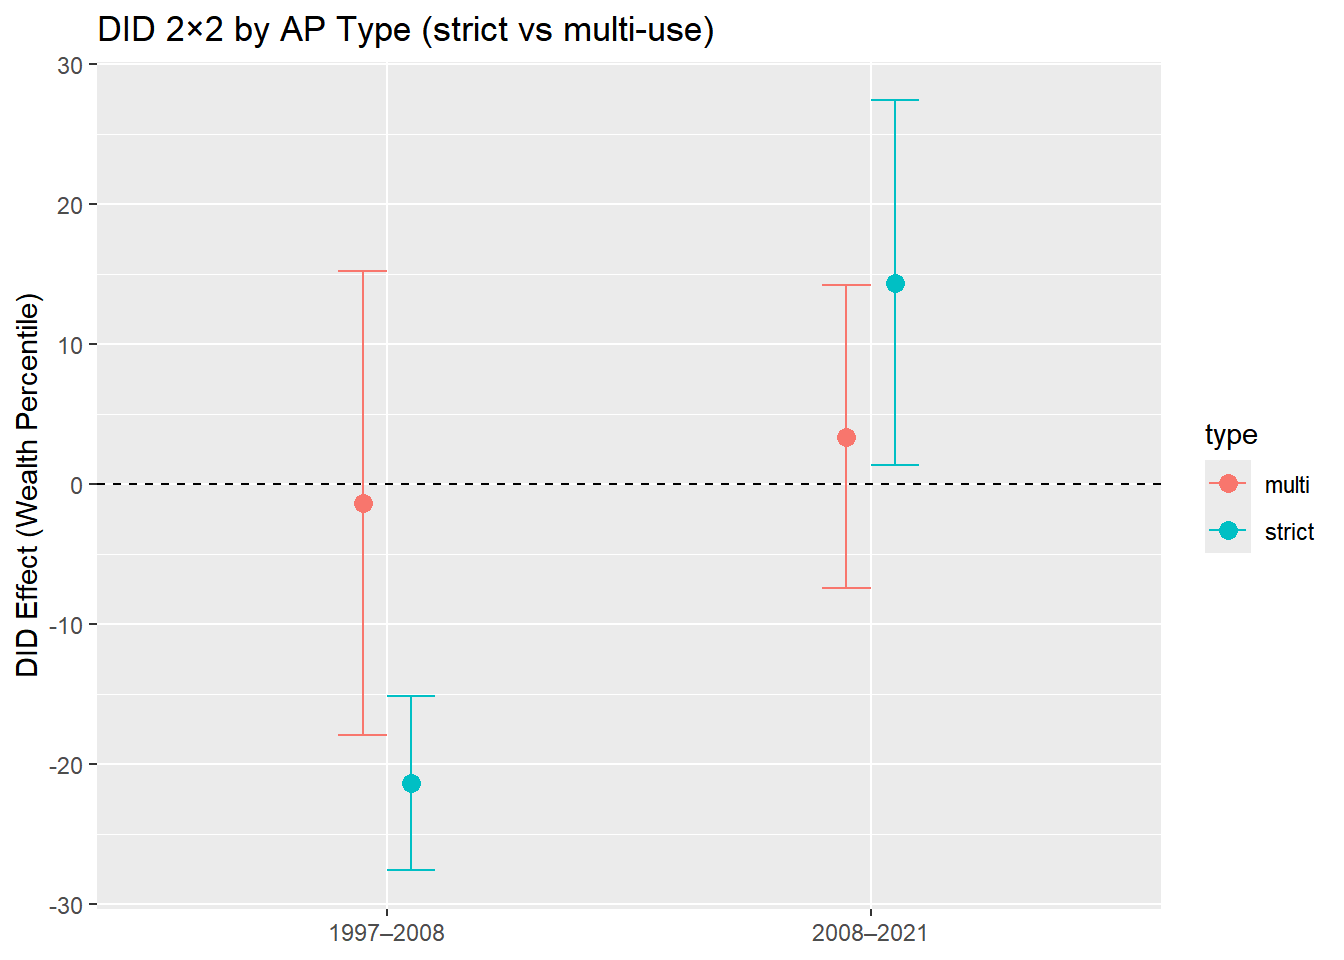 DID 2×2 by AP Type (strict vs multi-use)
DID Effect (Wealth Percentile)
30
20
10
0
-10
-20
-30
1997–2008
2008–2021
type
multi
strict